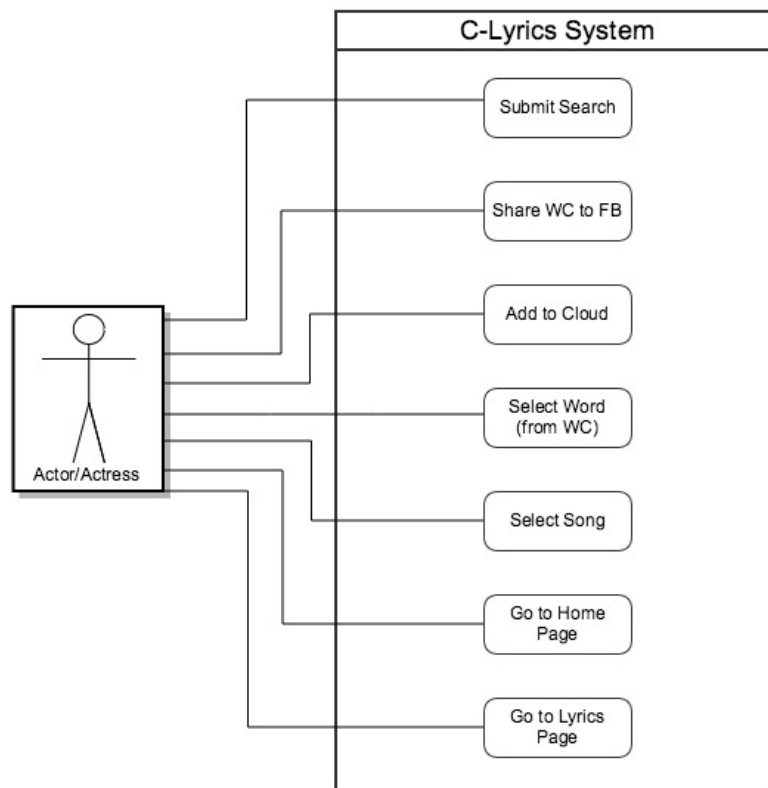 C-Lyrics System
Submit Search
Share WC to FB
Add to Cloud
Select Word
(from WC)
Actor/Actress
Select Song
Go to Home
Page
Go to Lyrics
Page